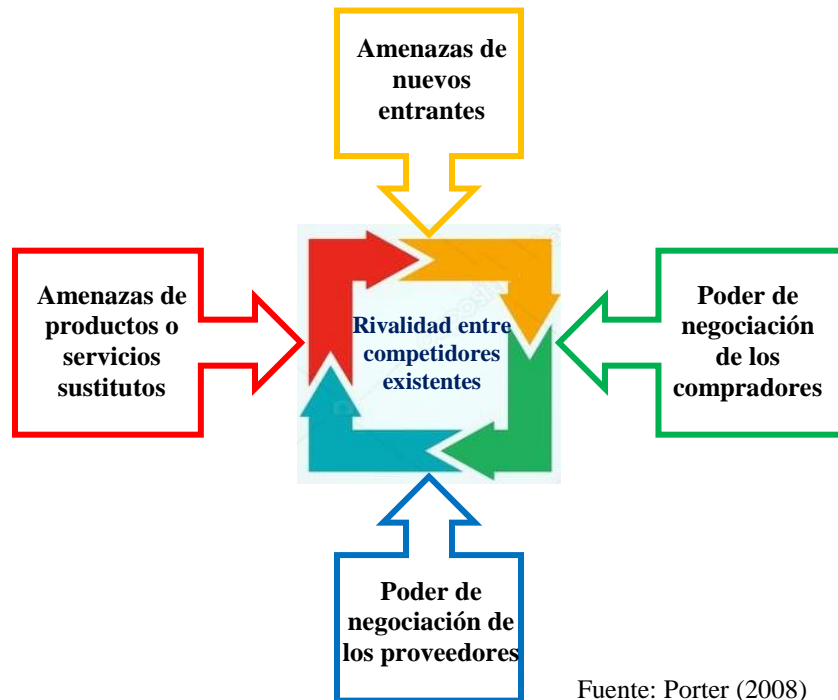 Amenazas de
nuevos
entrantes
Amenazas de
productos o
servicios
sustitutos
Rivalidad entre
competidores
existentes
Poder de
negociación
de los
compradores
Poder de
negociación de
los proveedores
Fuente: Porter (2008)